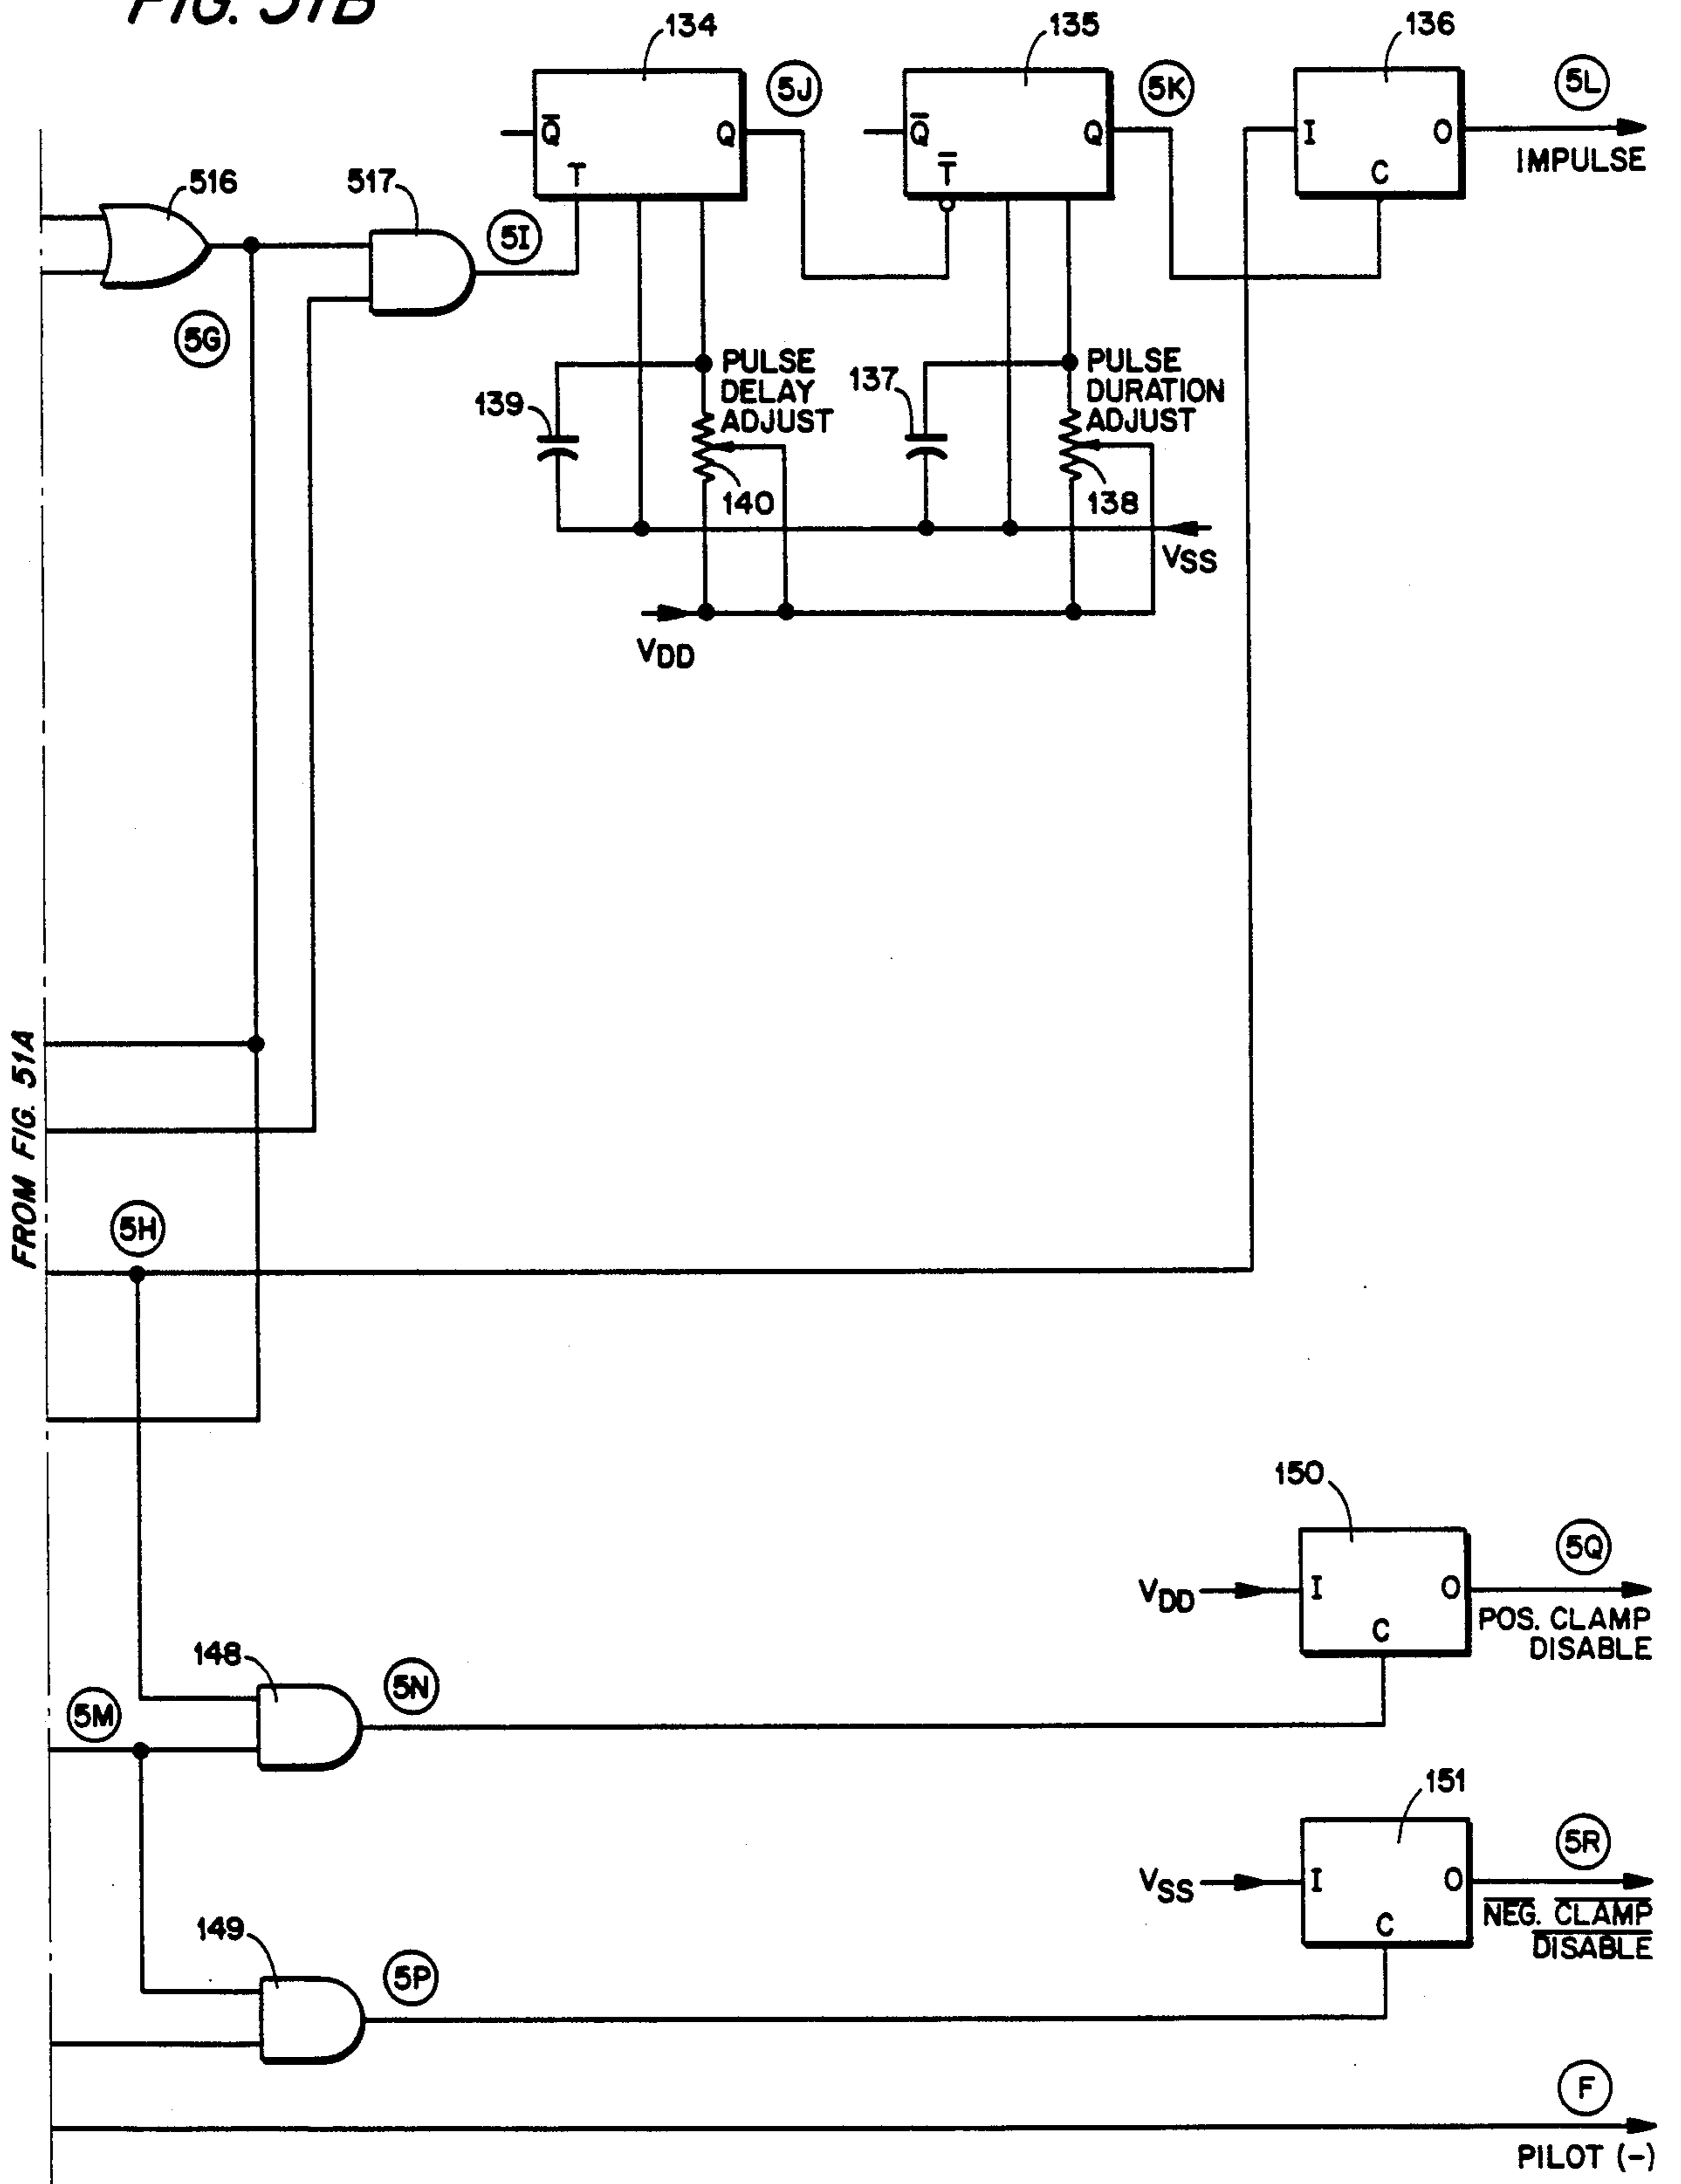 FIG. 51B
134
135
136
5J
5K
5L
Q̅
Q
T
Q̅
Q
T̅
I
O
C
IMPULSE
516
517
5I
5G
139
PULSE
DELAY
ADJUST
140
137
PULSE
DURATION
ADJUST
138
VSS
VDD
FROM FIG. 51A
5H
150
5Q
VDD
I
O
C
POS. CLAMP
DISABLE
148
5N
5M
151
5R
VSS
I
O
C
NEG. CLAMP
DISABLE
149
5P
F
PILOT (-)